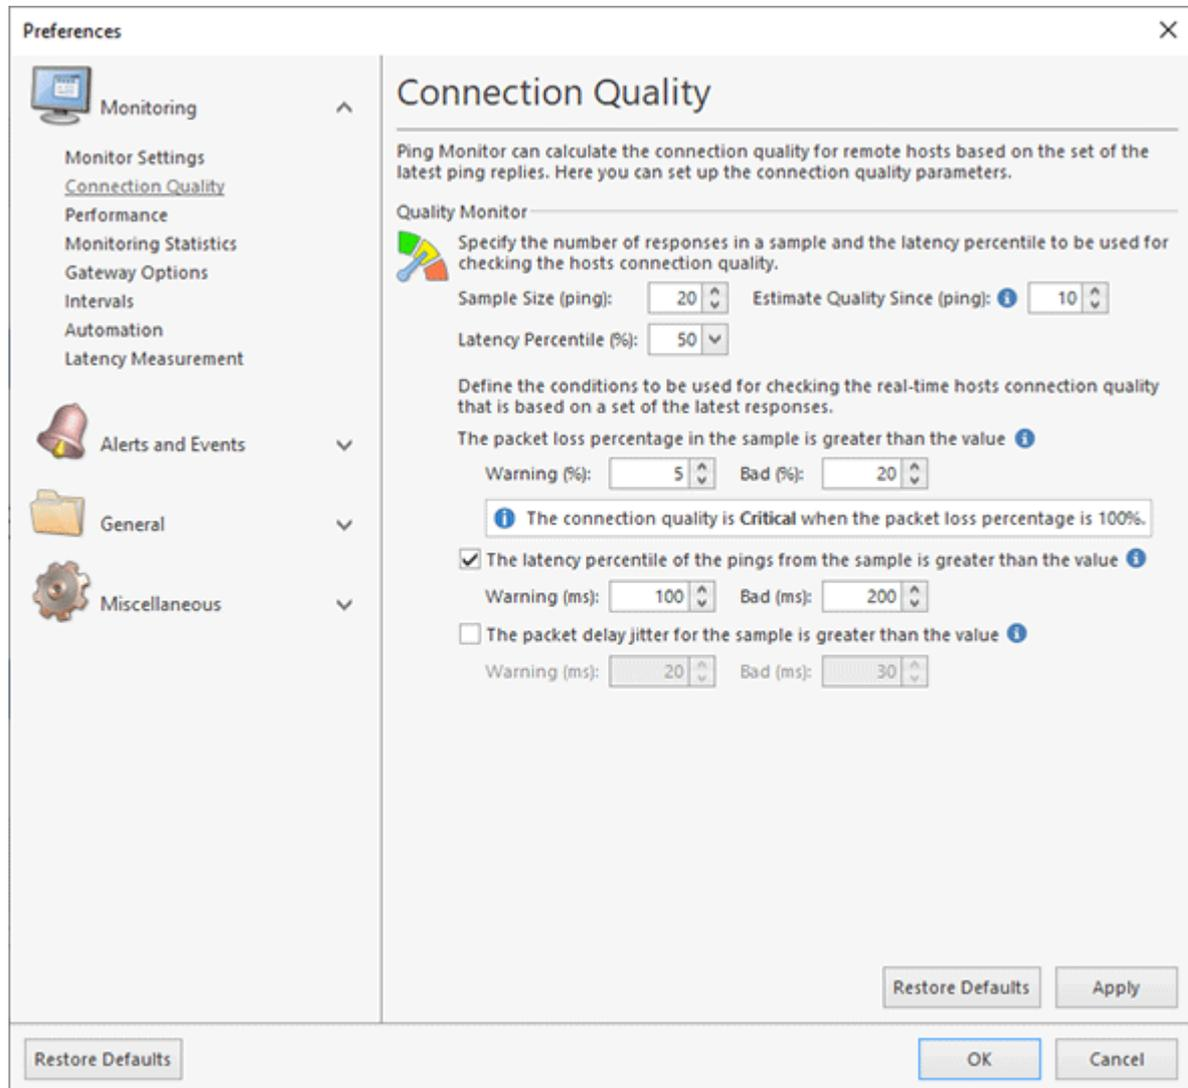 Preferences
Monitoring
Monitor Settings
Connection Quality
Performance
Monitoring Statistics
Gateway Options
Intervals
Automation
Latency Measurement
Alerts and Events
General
Miscellaneous
Connection Quality
Ping Monitor can calculate the connection quality for remote hosts based on the set of the
latest ping replies. Here you can set up the connection quality parameters.
Quality Monitor
Specify the number of responses in a sample and the latency percentile to be used for
checking the hosts connection quality.
Sample Size (ping): 20 Estimate Quality Since (ping): 10
Latency Percentile (%): 50
Define the conditions to be used for checking the real-time hosts connection quality
that is based on a set of the latest responses.
The packet loss percentage in the sample is greater than the value
Warning (%): 5 Bad (%): 20
The connection quality is Critical when the packet loss percentage is 100%.
The latency percentile of the pings from the sample is greater than the value
Warning (ms): 100 Bad (ms): 200
The packet delay jitter for the sample is greater than the value
Warning (ms): 20 Bad (ms): 30
Restore Defaults Apply
Restore Defaults OK Cancel